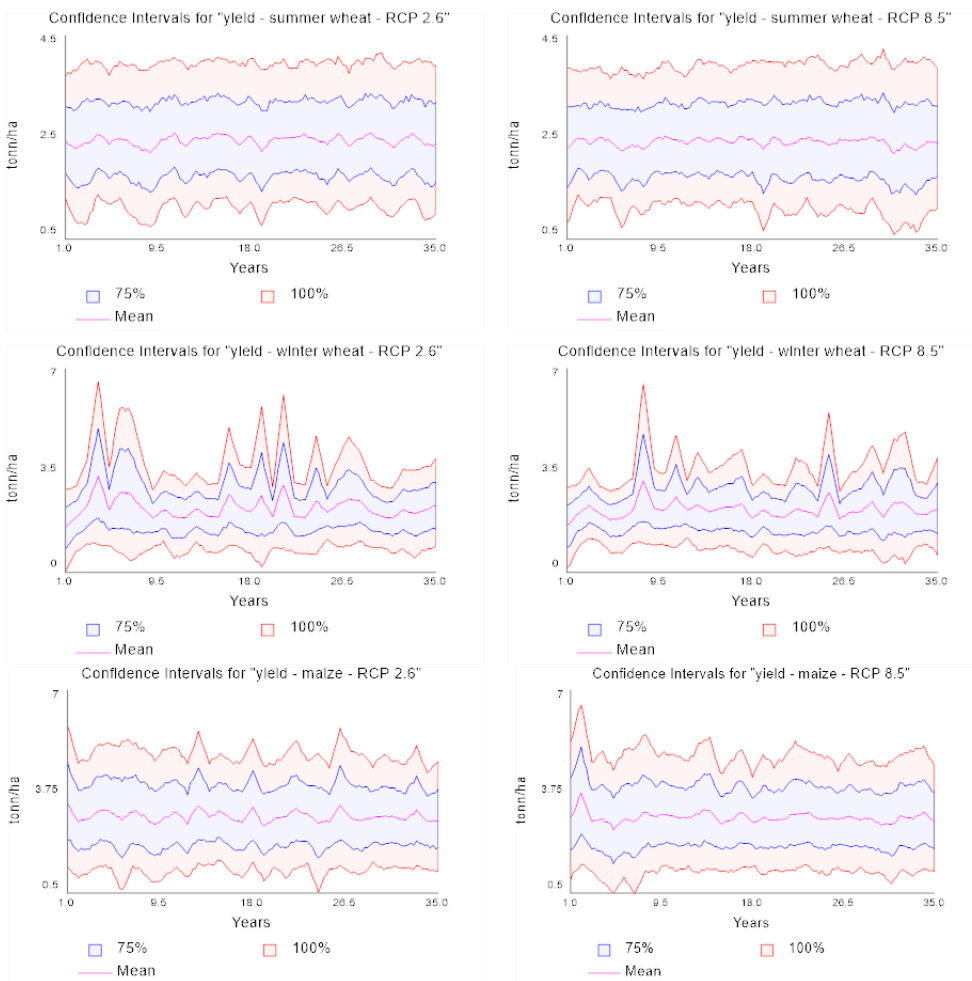 Confidence Intervals for "yield - summer wheat - RCP 2.6"
4.5
2.5
0.5
tonn/ha
1.0 9.5 18.0 26.5 35.0
Years
75% 100%
Mean
Confidence Intervals for "yield - summer wheat - RCP 8.5"
4.5
2.5
0.5
tonn/ha
1.0 9.5 18.0 26.5 35.0
Years
75% 100%
Mean
Confidence Intervals for "yield - winter wheat - RCP 2.6"
7
3.5
0
tonn/ha
1.0 9.5 18.0 26.5 35.0
Years
75% 100%
Mean
Confidence Intervals for "yield - winter wheat - RCP 8.5"
7
3.5
0
tonn/ha
1.0 9.5 18.0 26.5 35.0
Years
75% 100%
Mean
Confidence Intervals for "yield - maize - RCP 2.6"
7
3.75
0.5
tonn/ha
1.0 9.5 18.0 26.5 35.0
Years
75% 100%
Mean
Confidence Intervals for "yield - maize - RCP 8.5"
7
3.75
0.5
tonn/ha
1.0 9.5 18.0 26.5 35.0
Years
75% 100%
Mean